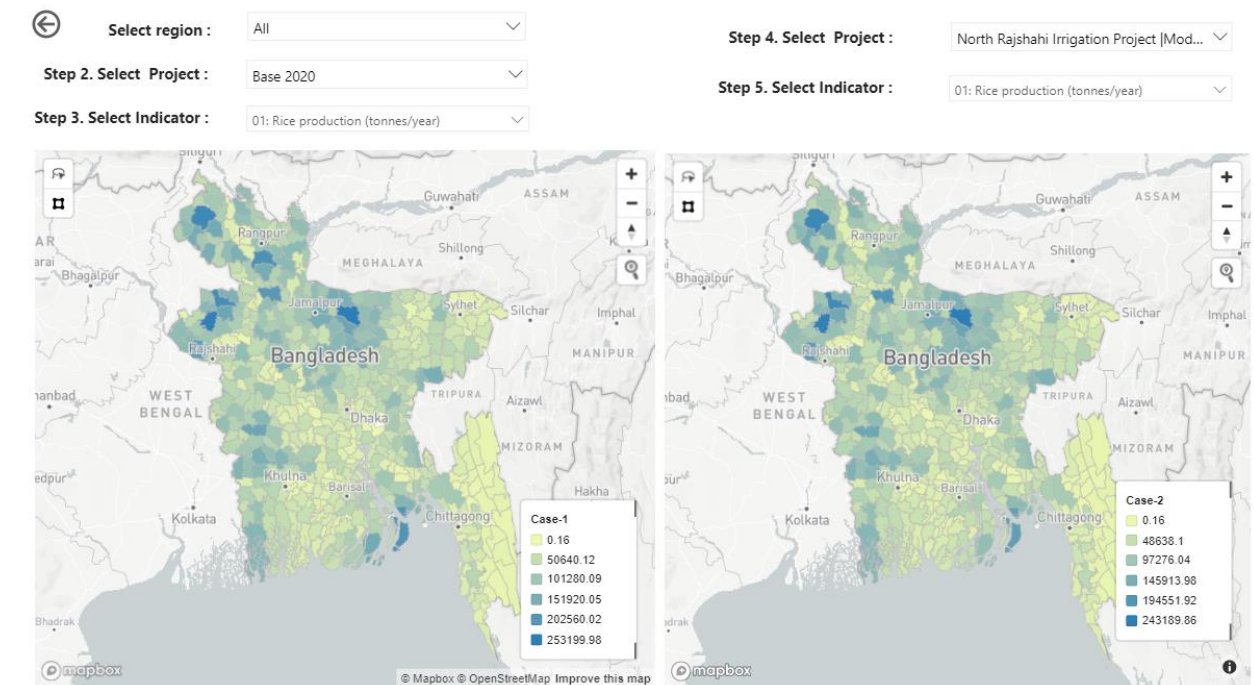 Select region :
All
Step 2. Select Project :
Base 2020
Step 3. Select Indicator :
01: Rice production (tonnes/year)
Step 4. Select Project :
North Rajshahi Irrigation Project |Mod...
Step 5. Select Indicator :
01: Rice production (tonnes/year)
Siliguri
Guwahati
ASSAM
Rangpur
Shillong
MEGHALAYA
Bhagalpur
Jamalpur
Sylhet
Silchar
Imphal
Rajshahi
Bangladesh
MANIPUR
WEST
BENGAL
TRIPURA
Aizawl
Dhaka
MIZORAM
Khulna
Barisal
Hakha
Kolkata
Chittagong
Bhadrak
Case-1
0.16
50640.12
101280.09
151920.05
202560.02
253199.98
mapbox
© Mapbox © OpenStreetMap Improve this map
Siliguri
Guwahati
ASSAM
Rangpur
Shillong
MEGHALAYA
Bhagalpur
Jamalpur
Sylhet
Silchar
Imphal
Rajshahi
Bangladesh
MANIPUR
WEST
BENGAL
TRIPURA
Aizawl
Dhaka
MIZORAM
Khulna
Barisal
Kolkata
Chittagong
Case-2
0.16
48638.1
97276.04
145913.98
194551.92
243189.86
mapbox